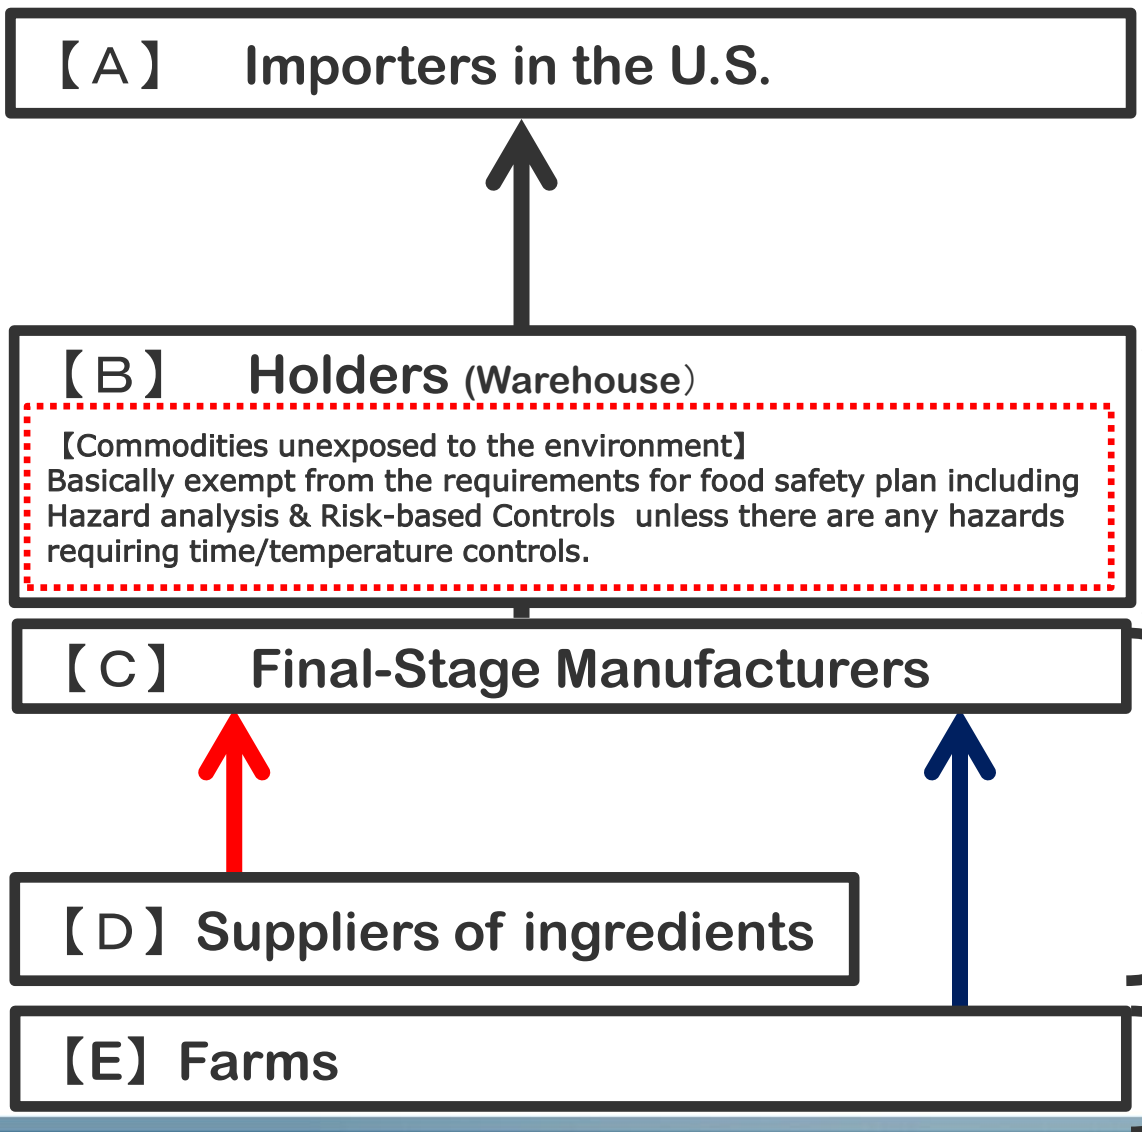 【Ａ】 Importers in the U.S.
【Ｂ】 Holders (Warehouse）
【Commodities unexposed to the environment】
Basically exempt from the requirements for food safety plan including
Hazard analysis & Risk-based Controls unless there are any hazards
requiring time/temperature controls.
【Ｃ】 Final-Stage Manufacturers
【Ｄ】Suppliers of ingredients
【E】Farms